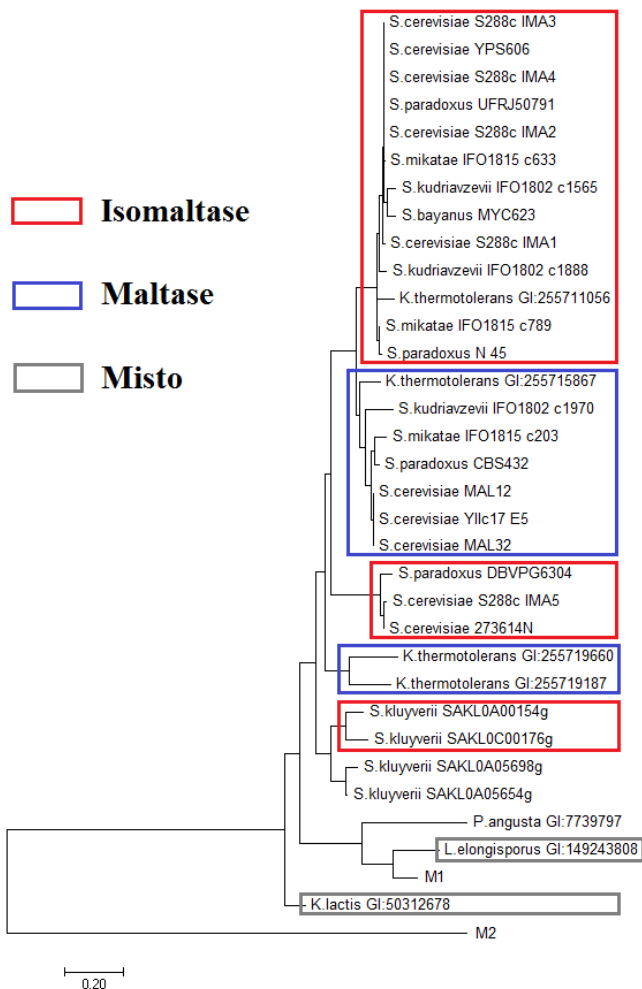 S.cerevisiae S288c IMA3
S.cerevisiae YPS606
S.cerevisiae S288c IMA4
S.paradoxus UFRJ50791
S.cerevisiae S288c IMA2
S.mikatae IFO1815 c633
S.kudriavzevii IFO1802 c1565
S.bayanus MYC623
S.cerevisiae S288c IMA1
S.kudriavzevii IFO1802 c1888
K.thermotolerans GI:255711056
S.mikatae IFO1815 c789
S.paradoxus N 45
K.thermotolerans GI:255715867
S.kudriavzevii IFO1802 c1970
S.mikatae IFO1815 c203
S.paradoxus CBS432
S.cerevisiae MAL12
S.cerevisiae YIIc17 E5
S.cerevisiae MAL32
S.paradoxus DBVPG6304
S.cerevisiae S288c IMA5
S.cerevisiae 273614N
K.thermotolerans GI:255719660
K.thermotolerans GI:255719187
S.kluyverii SAKL0A00154g
S.kluyverii SAKL0C00176g
S.kluyverii SAKL0A05698g
S.kluyverii SAKL0A05654g
P.angusta GI:7739797
L.elongisporus GI:149243808
M1
K.lactis GI:50312678
M2
Isomaltase
Maltase
Misto
0.20